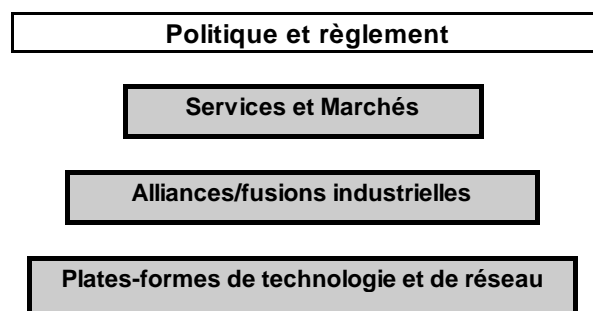 Politique et règlement
Services et Marchés
Alliances/fusions industrielles
Plates-formes de technologie et de réseau